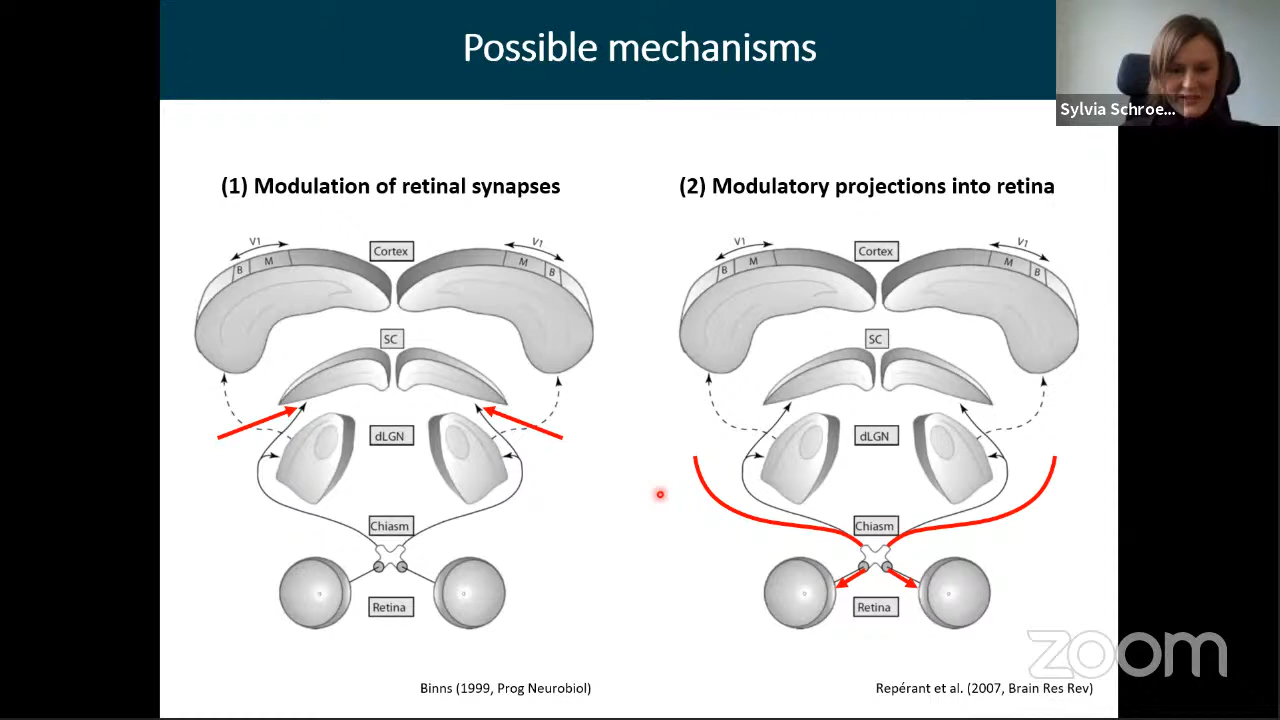 Possible mechanisms
Sylvia Schroe...
(1) Modulation of retinal synapses
(2) Modulatory projections into retina
V1
Cortex
V1
B
M
M
B
SC
dLGN
Chiasm
Retina
V1
Cortex
V1
B
M
M
B
SC
dLGN
Chiasm
Retina
Binns (1999, Prog Neurobiol)
Repérant et al. (2007, Brain Res Rev)
zoom